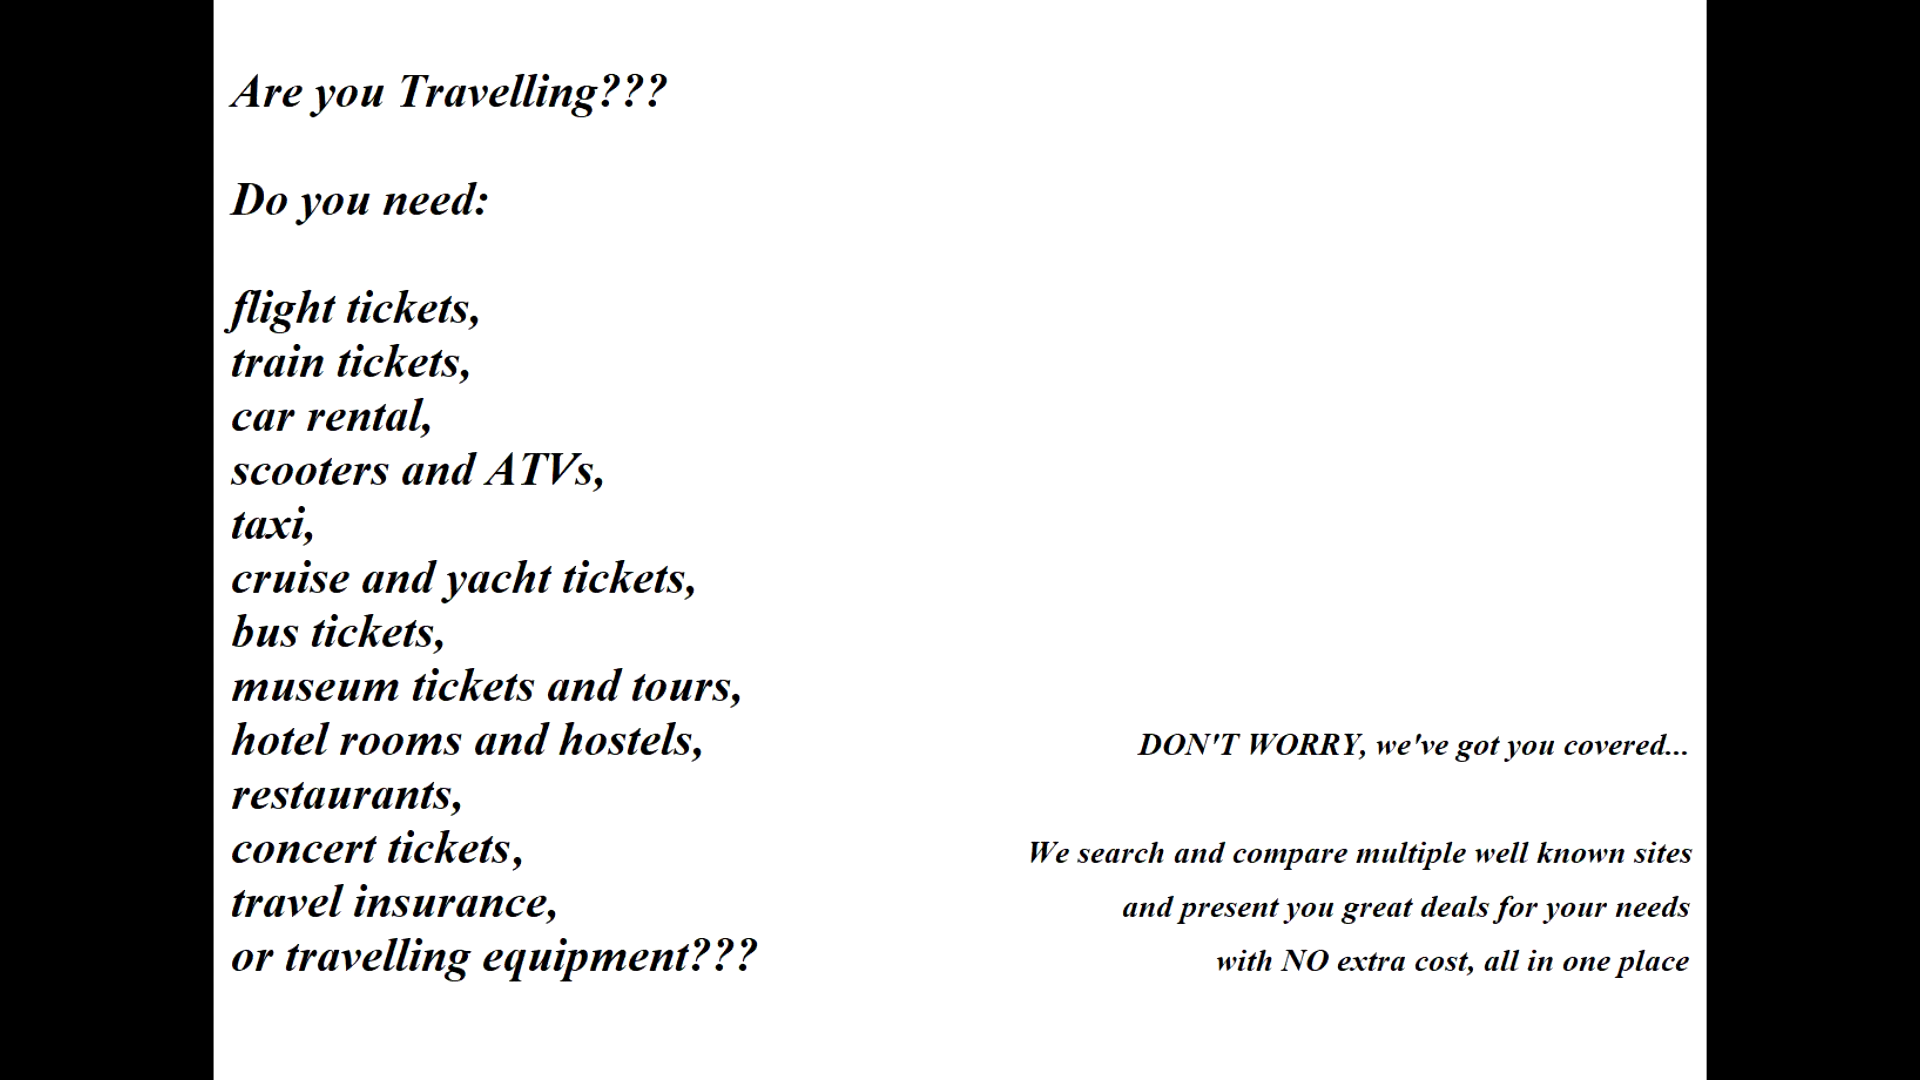 Are you Travelling???
Do you need:
flight tickets,
train tickets,
car rental,
scooters and ATVs,
taxi,
cruise and yacht tickets,
bus tickets,
museum tickets and tours,
hotel rooms and hostels,
restaurants,
concert tickets,
travel insurance,
or travelling equipment???
DON'T WORRY, we've got you covered...
We search and compare multiple well known sites
and present you great deals for your needs
with NO extra cost, all in one place